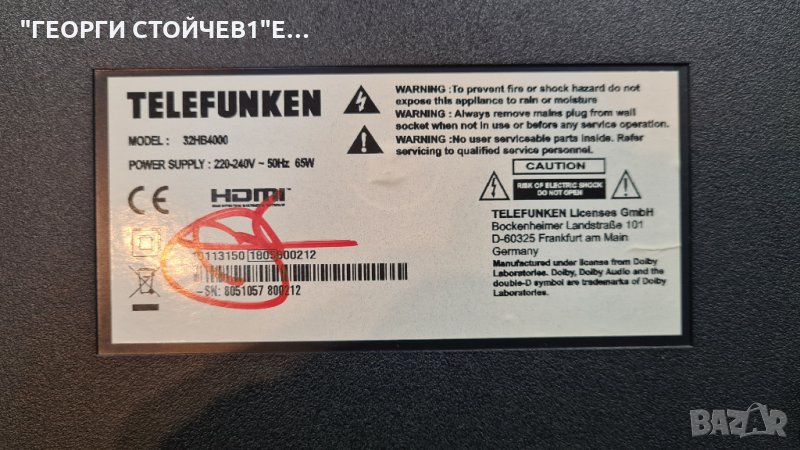 "ГЕОРГИ СТОЙЧЕВ1"Е...
TELEFUNKEN
MODEL : 32HB4000
POWER SUPPLY : 220-240V ~ 50Hz 65W
CE HDMI
WARNING :To prevent fire or shock hazard do not
expose this appliance to rain or moisture
WARNING : Always remove mains plug from wall
socket when not in use or before any service operation.
WARNING :No user serviceable parts inside. Refer
servicing to qualified service personnel.
CAUTION
RISK OF ELECTRIC SHOCK
DO NOT OPEN
TELEFUNKEN Licenses GmbH
Bockenheimer Landstraße 101
D-60325 Frankfurt am Main
Germany
Manufactured under license from Dolby
Laboratories. Dolby, Dolby Audio and the
double-D symbol are trademarks of Dolby
Laboratories.
SN: 8051057 800212
BAZAR